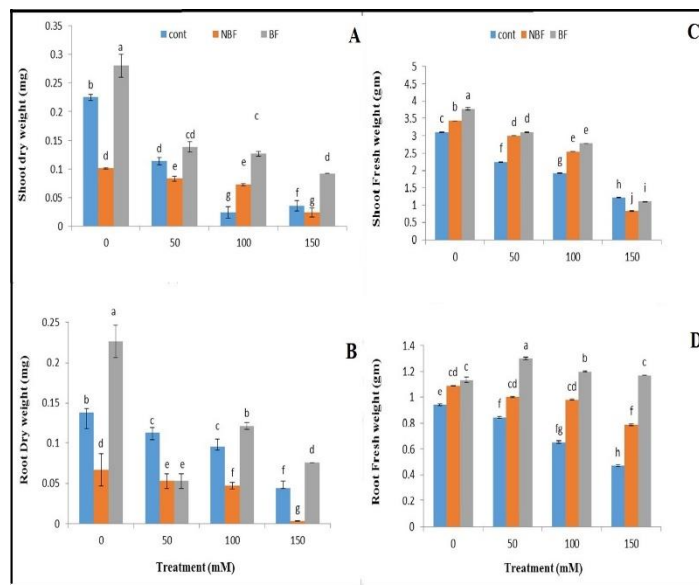 cont NBF BF
A
Shoot dry weight (mg)
0.35
0.3
0.25
0.2
0.15
0.1
0.05
0
b
d
a
d
e
cd
g
e
c
f
g
d
0 50 100 150
cont NBF BF
C
Shoot Fresh weight (gm)
5
4.5
4
3.5
3
2.5
2
1.5
1
0.5
0
c
b
a
f
d
d
g
e
e
h
j
i
0 50 100 150
B
Root Dry weight (mg)
0.25
0.2
0.15
0.1
0.05
0
b
d
a
c
e
e
c
f
b
f
g
d
0 50 100 150
Treatment (mM)
D
Root Fresh weight (gm)
1.4
1.2
1
0.8
0.6
0.4
0.2
0
e
cd
c
f
cd
a
fg
cd
b
h
f
c
0 50 100 150
Treatment (mM)